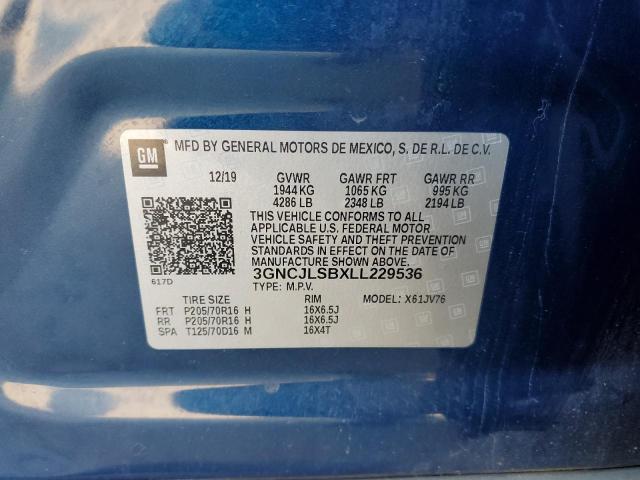 GM
MFD BY GENERAL MOTORS DE MEXICO, S. DE R.L. DE C.V.
12/19 GVWR GAWR FRT GAWR RR
1944 KG 1065 KG 995 KG
4286 LB 2348 LB 2194 LB
THIS VEHICLE CONFORMS TO ALL
APPLICABLE U.S. FEDERAL MOTOR
VEHICLE SAFETY AND THEFT PREVENTION
STANDARDS IN EFFECT ON THE DATE OF
MANUFACTURE SHOWN ABOVE.
617D 3GNCJLSBXLL229536
TYPE: M.P.V.
TIRE SIZE RIM MODEL: X61JV76
FRT P205/70R16 H 16X6.5J
RR P205/70R16 H 16X6.5J
SPA T125/70D16 M 16X4T